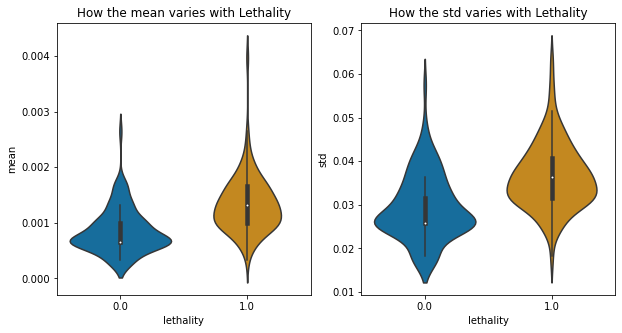 How the mean varies with Lethality
0.004
0.003
0.002
0.001
0.000
mean
0.0
1.0
lethality
How the std varies with Lethality
0.07
0.06
0.05
0.04
0.03
0.02
0.01
std
0.0
1.0
lethality